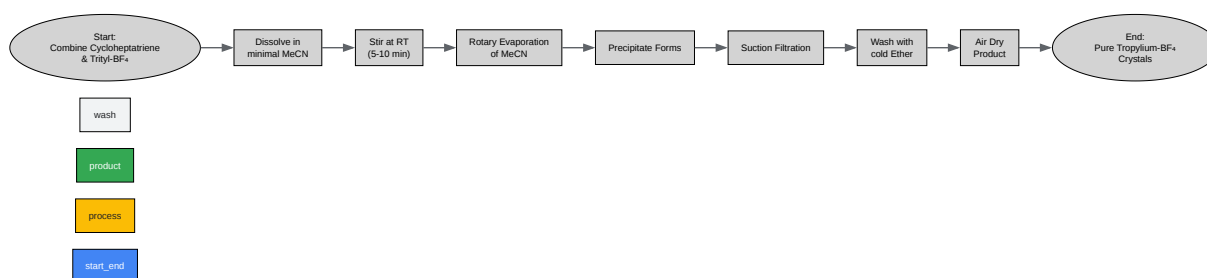 Start:
Combine Cycloheptatriene
& Trityl-BF₄
Dissolve in
minimal MeCN
Stir at RT
(5-10 min)
Rotary Evaporation
of MeCN
Precipitate Forms
Suction Filtration
Wash with
cold Ether
Air Dry
Product
End:
Pure Tropylium-BF₄
Crystals
wash
product
process
start_end